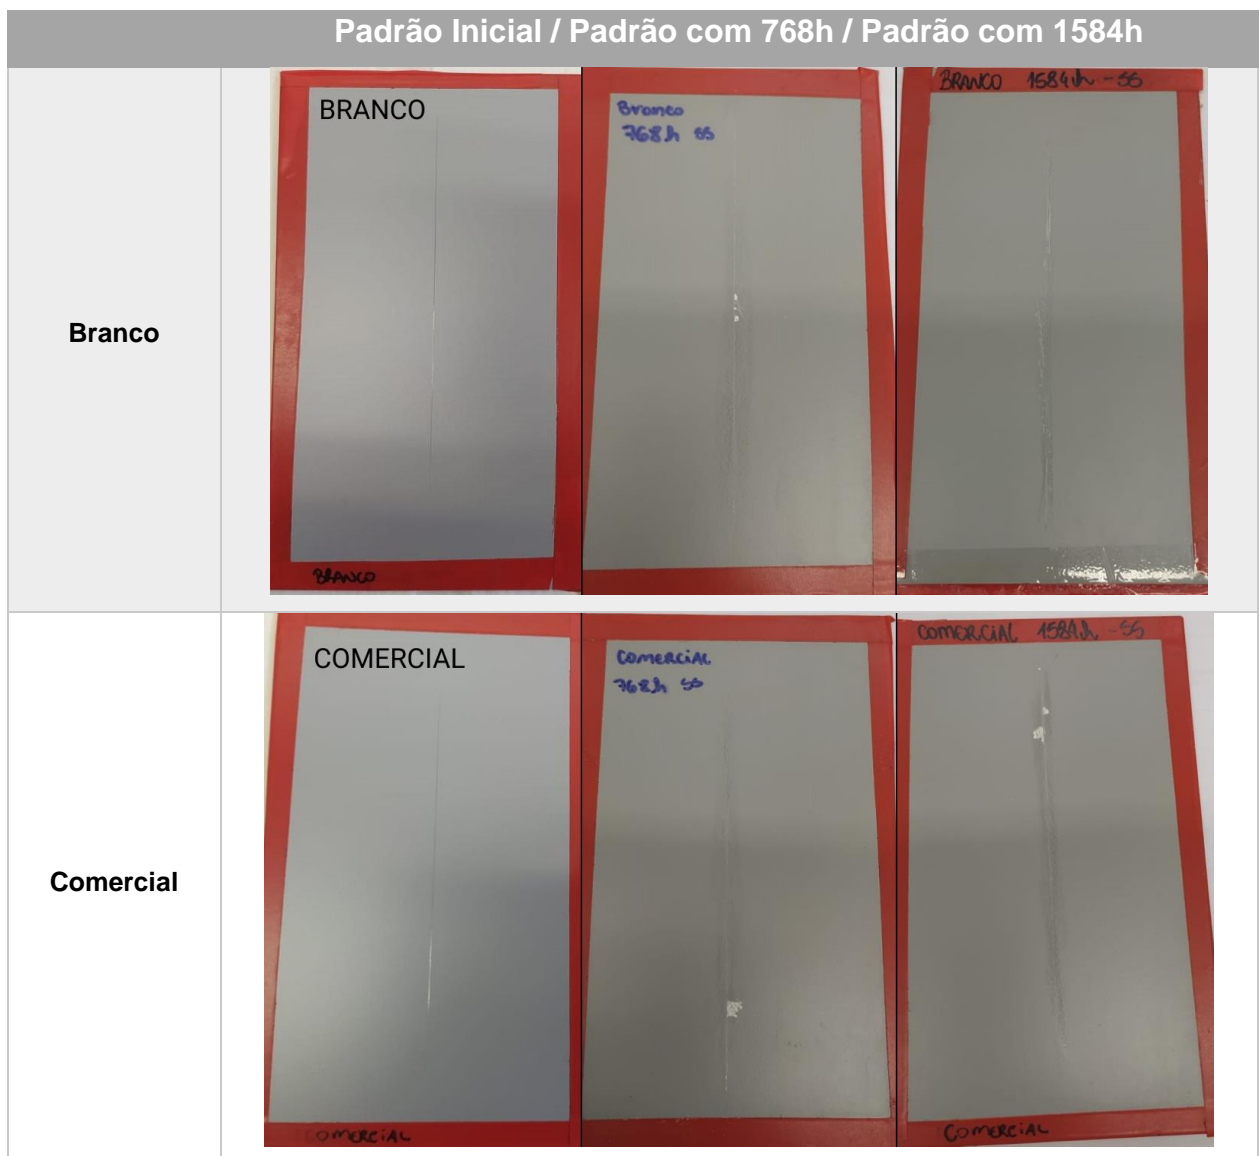 Padrão Inicial / Padrão com 768h / Padrão com 1584h
Branco
BRANCO
BRANCO
Branco
768h SS
BRANCO 1584h - SS
Comercial
COMERCIAL
COMERCIAL
COMERCIAL
768h SS
COMERCIAL 1584h - SS
COMERCIAL